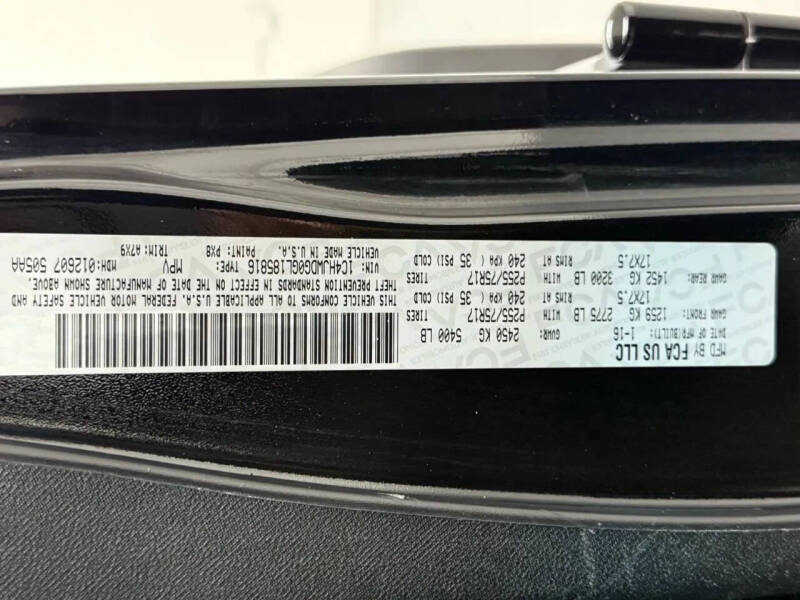 MFD BY FCA US LLC
DATE OF MFR(BUILT): 1-16 GVWR: 2450 KG 5400 LB
GAWR FRONT: 1259 KG 2775 LB WITH TIRES P255/75R17
RIMS AT 17X7.5 240 KPA 35 PSI COLD
GAWR REAR: 1452 KG 3200 LB WITH TIRES P255/75R17
RIMS AT 17X7.5 240 KPA 35 PSI COLD
THIS VEHICLE CONFORMS TO ALL APPLICABLE U.S.A. FEDERAL MOTOR VEHICLE SAFETY AND
THEFT PREVENTION STANDARDS IN EFFECT ON THE DATE OF MANUFACTURE SHOWN ABOVE.
VIN: 1C4HJWDG0GL185816 TYPE: MPV MDH: 012607 505AA
VEHICLE MADE IN U.S.A. PAINT: PX8 TRIM: A7X9